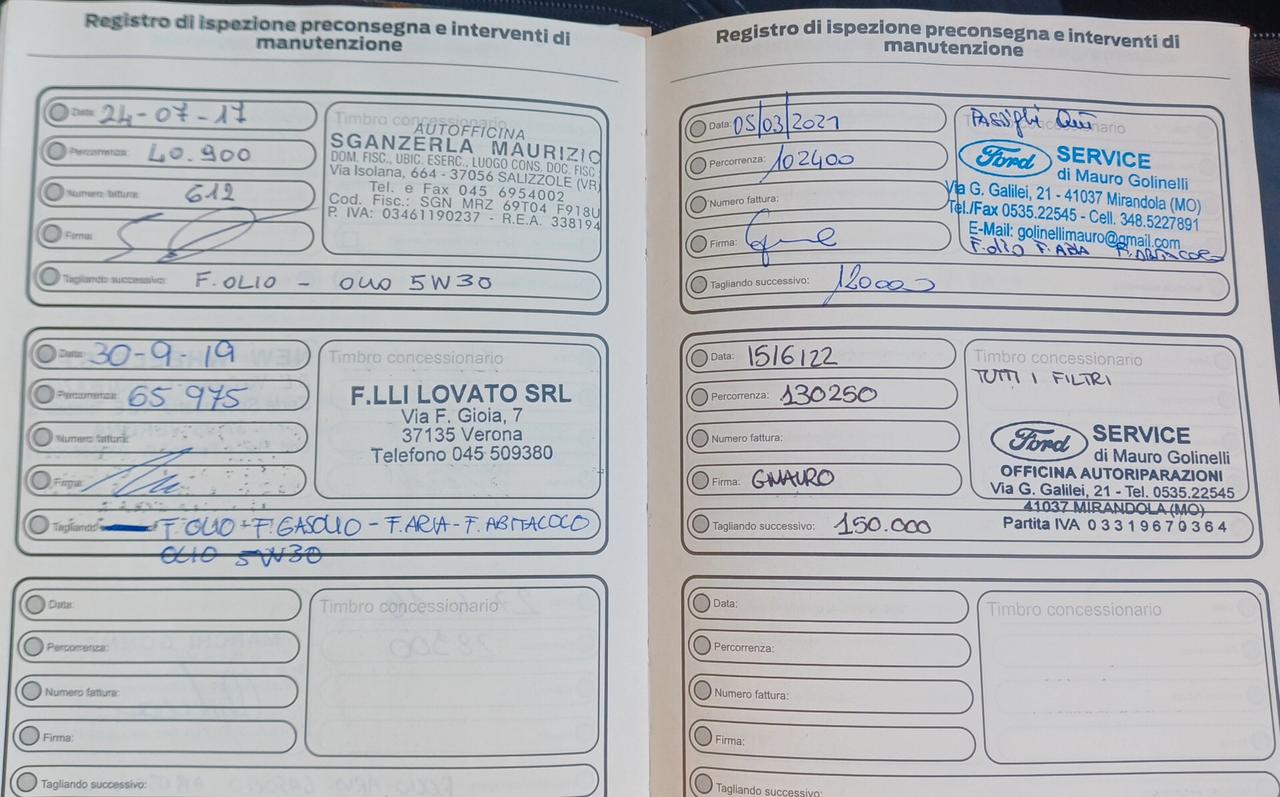 Registro di ispezione preconsegna e interventi di
manutenzione
Data: 24-07-17
Percorrenza: 40.900
Numero fattura: 612
Firma:
Timbro concessionario
AUTOFFICINA
SGANZERLA MAURIZIO
DOM. FISC., UBIC. ESERC., LUOGO CONS. DOC. FISC.
Via Isolana, 664 - 37056 SALIZZOLE (VR)
Tel. e Fax 045 6954002
Cod. Fisc.: SGN MRZ 69T04 F918U
P. IVA: 03461190237 - R.E.A. 338194
Tagliando successivo: F. OLIO - OLIO 5W30
Data: 30-9-19
Percorrenza: 65 975
Numero fattura:
Firma:
Timbro concessionario
F.LLI LOVATO SRL
Via F. Gioia, 7
37135 Verona
Telefono 045 509380
Tagliando F. OLIO + F. GASOLIO - F. ARIA - F. ABITACOLO
OLIO 5W30
Data:
Percorrenza:
Numero fattura:
Firma:
Timbro concessionario
Tagliando successivo:
Registro di ispezione preconsegna e interventi di
manutenzione
Data: 05/03/2021
Percorrenza: 102400
Numero fattura:
Firma:
Timbro concessionario
Ford SERVICE
di Mauro Golinelli
Via G. Galilei, 21 - 41037 Mirandola (MO)
Tel./Fax 0535.22545 - Cell. 348.5227891
E-Mail: golinellimauro@gmail.com
F. olio F. ARIA F. ABITACOLO
Tagliando successivo: 120000
Data: 15/6/22
Percorrenza: 130250
Numero fattura:
Firma: GMAURO
Timbro concessionario
TUTTI I FILTRI
Ford SERVICE
di Mauro Golinelli
OFFICINA AUTORIPARAZIONI
Via G. Galilei, 21 - Tel. 0535.22545
41037 MIRANDOLA (MO)
Partita IVA 03319670364
Tagliando successivo: 150.000
Data:
Percorrenza:
Numero fattura:
Firma:
Timbro concessionario
Tagliando successivo: